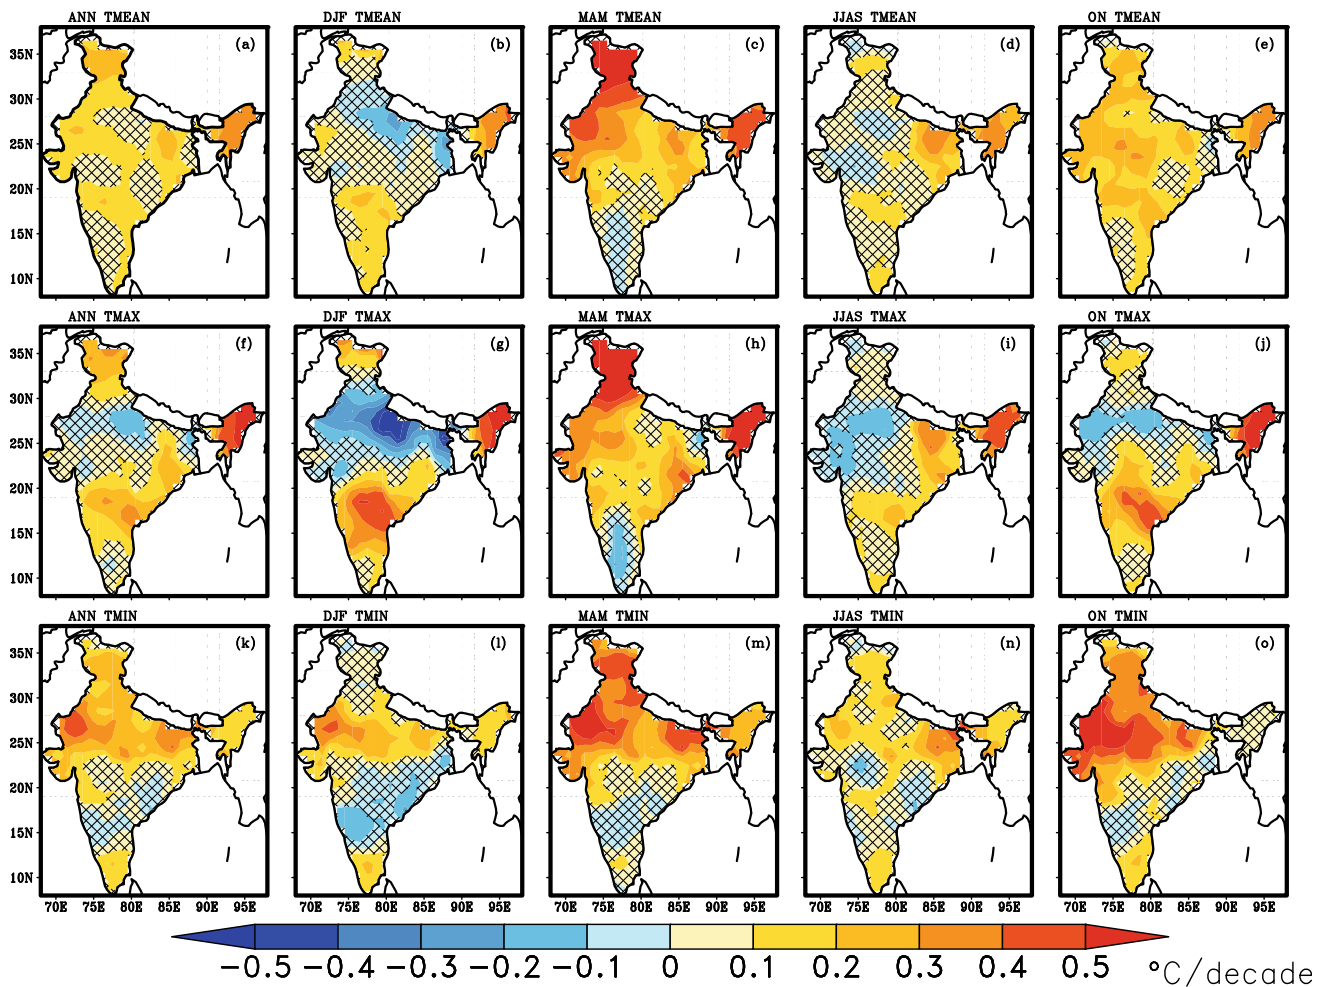 ANN TMEAN DJF TMEAN MAM TMEAN JJAS TMEAN ON TMEAN
(a) (b) (c) (d) (e)
35N
30N
25N
20N
15N
10N
ANN TMAX DJF TMAX MAM TMAX JJAS TMAX ON TMAX
(f) (g) (h) (i) (j)
35N
30N
25N
20N
15N
10N
ANN TMIN DJF TMIN MAM TMIN JJAS TMIN ON TMIN
(k) (l) (m) (n) (o)
35N
30N
25N
20N
15N
10N
70E 75E 80E 85E 90E 95E 70E 75E 80E 85E 90E 95E 70E 75E 80E 85E 90E 95E 70E 75E 80E 85E 90E 95E 70E 75E 80E 85E 90E 95E
−0.5 −0.4 −0.3 −0.2 −0.1 0 0.1 0.2 0.3 0.4 0.5 °C/decade